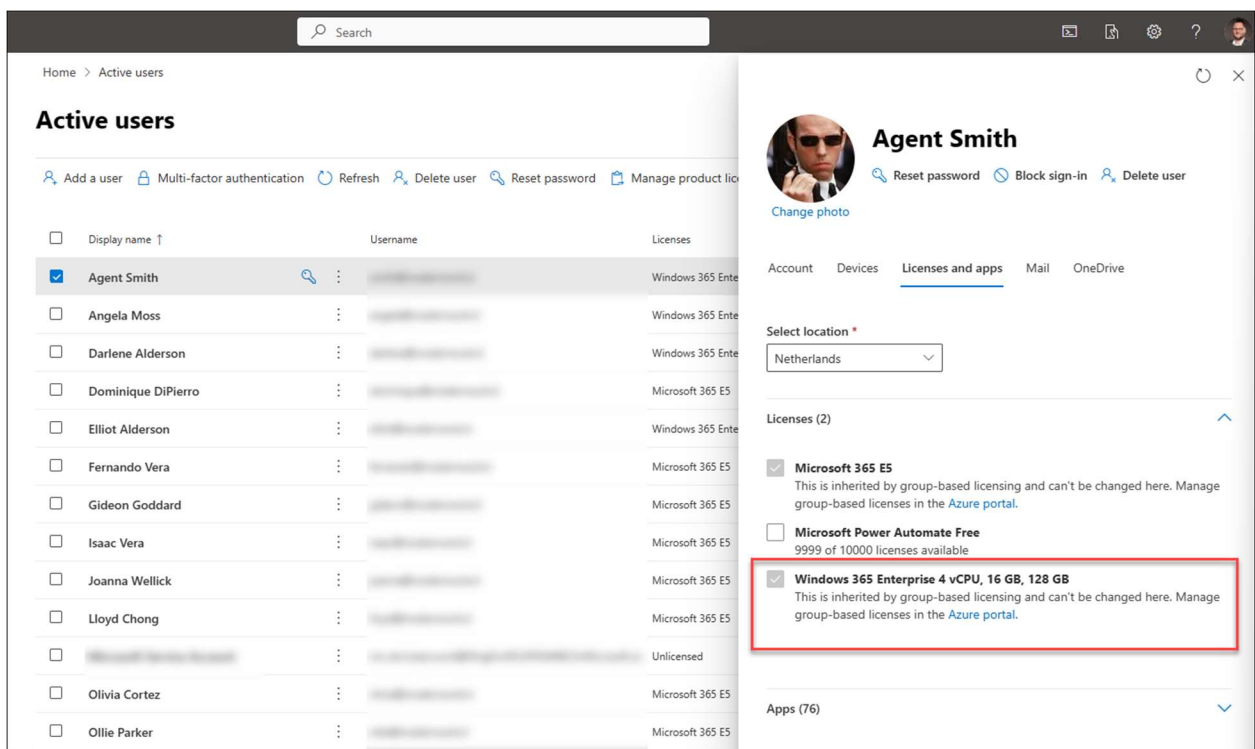 Search
?
Home > Active users
Active users
Add a user Multi-factor authentication Refresh Delete user Reset password Manage product lic
Display name ↑ Username Licenses
Agent Smith Windows 365 Ente
Angela Moss Windows 365 Ente
Darlene Alderson Windows 365 Ente
Dominique DiPierro Microsoft 365 E5
Elliot Alderson Windows 365 Ente
Fernando Vera Microsoft 365 E5
Gideon Goddard Microsoft 365 E5
Isaac Vera Microsoft 365 E5
Joanna Wellick Microsoft 365 E5
Lloyd Chong Microsoft 365 E5
Unlicensed
Olivia Cortez Microsoft 365 E5
Ollie Parker Microsoft 365 E5
Agent Smith
Reset password Block sign-in Delete user
Change photo
Account Devices Licenses and apps Mail OneDrive
Select location *
Netherlands
Licenses (2)
Microsoft 365 E5
This is inherited by group-based licensing and can't be changed here. Manage
group-based licenses in the Azure portal.
Microsoft Power Automate Free
9999 of 10000 licenses available
Windows 365 Enterprise 4 vCPU, 16 GB, 128 GB
This is inherited by group-based licensing and can't be changed here. Manage
group-based licenses in the Azure portal.
Apps (76)